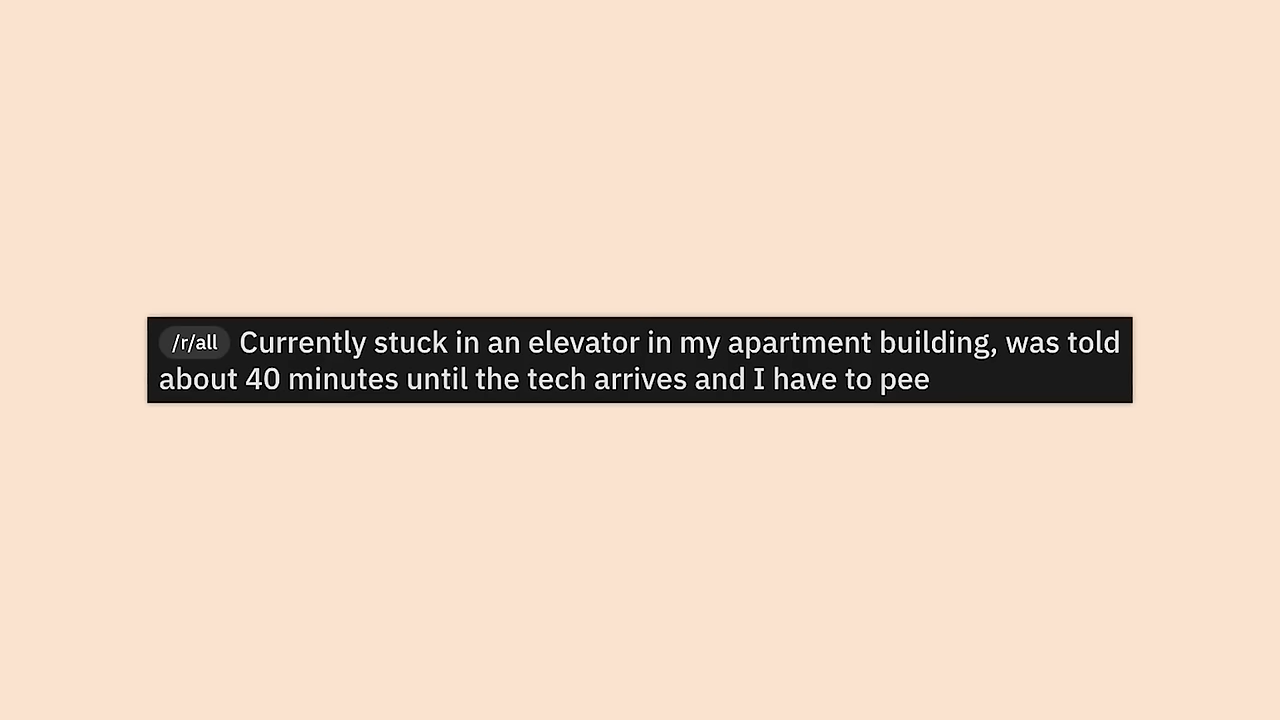 /r/all Currently stuck in an elevator in my apartment building, was told
about 40 minutes until the tech arrives and I have to pee